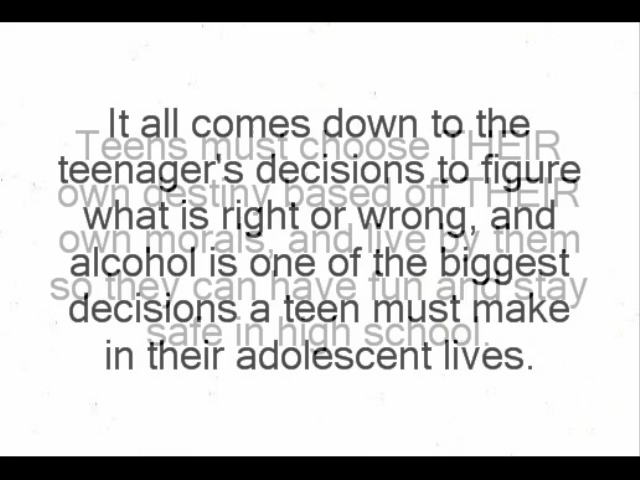 It all comes down to the
teenager's decisions to figure
what is right or wrong, and
alcohol is one of the biggest
decisions a teen must make
in their adolescent lives.
Teens must choose THEIR
own destiny based off THEIR
own morals, and live by them
so they can have fun and stay
safe in high school.